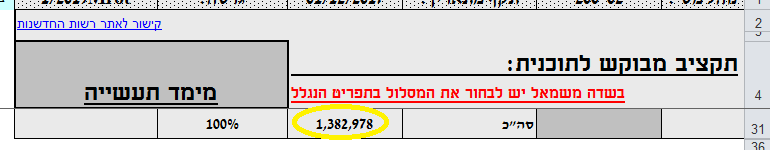 קישור לאתר רשות החדשנות
2
3
תקציב מבוקש לתוכנית:
מימד תעשייה
בשדה משמאל יש לבחור את המסלול בתפריט הנגלל
4
סה״כ 1,382,978 100%
31
36